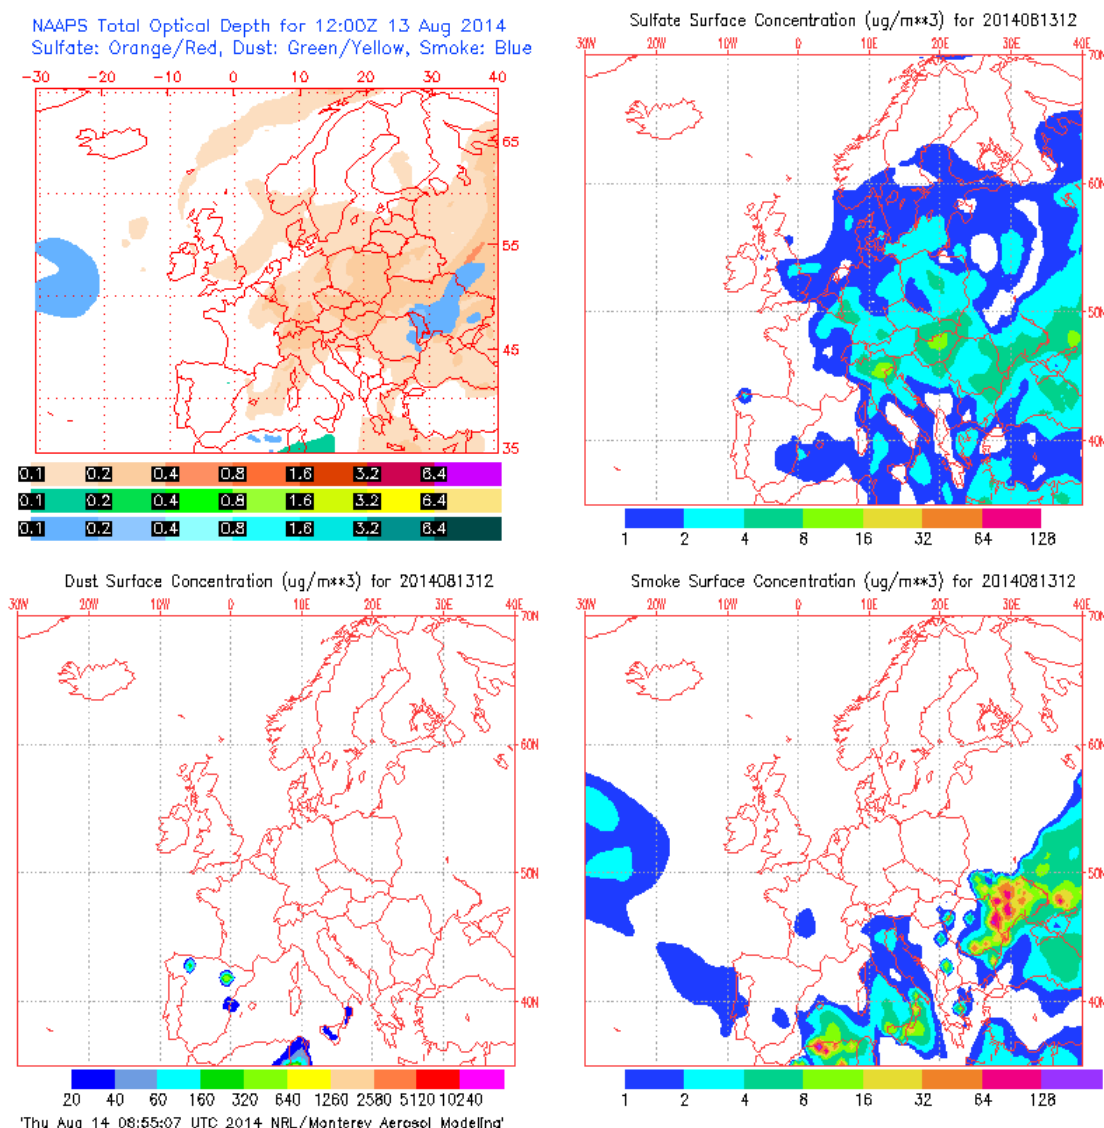 NAAPS Total Optical Depth for 12:00Z 13 Aug 2014
Sulfate: Orange/Red, Dust: Green/Yellow, Smoke: Blue
-30 -20 -10 0 10 20 30 40
65
55
45
35
0.1 0.2 0.4 0.8 1.6 3.2 6.4
0.1 0.2 0.4 0.8 1.6 3.2 6.4
0.1 0.2 0.4 0.8 1.6 3.2 6.4
Sulfate Surface Concentration (ug/m**3) for 2014081312
30W 20W 10W 0 10E 20E 30E 40E
70N
60N
50N
40N
1 2 4 8 16 32 64 128
Dust Surface Concentration (ug/m**3) for 2014081312
30W 20W 10W 0 10E 20E 30E 40E
70N
60N
50N
40N
20 40 60 160 320 640 1260 2580 5120 10240
Smoke Surface Concentration (ug/m**3) for 2014081312
30W 20W 10W 0 10E 20E 30E 40E
70N
60N
50N
40N
1 2 4 8 16 32 64 128
'Thu Aug 14 08:55:07 UTC 2014 NRL/Monterey Aerosol Modeling'